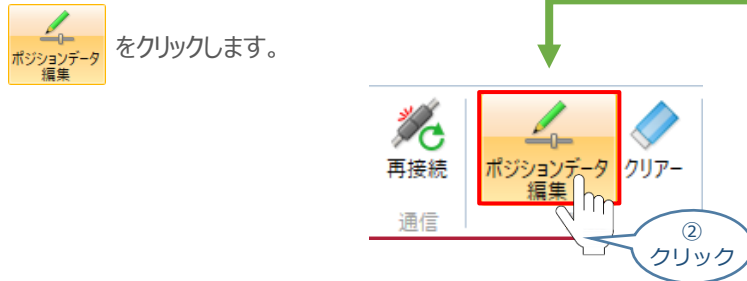 ポジションデータ
編集
をクリックします。
再接続
ポジションデータ
編集
クリアー
通信
②
クリック